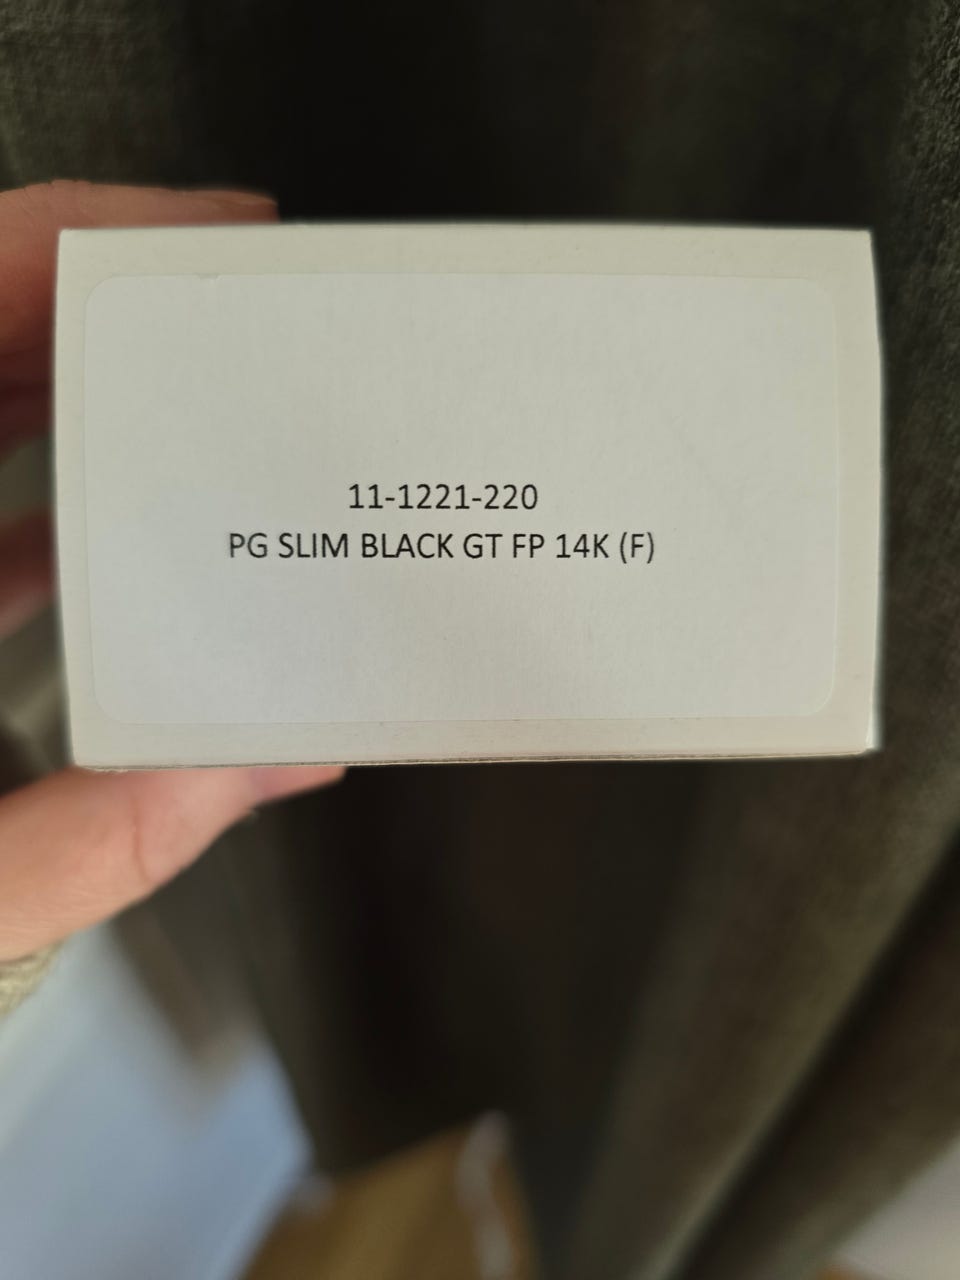 11-1221-220
PG SLIM BLACK GT FP 14K (F)